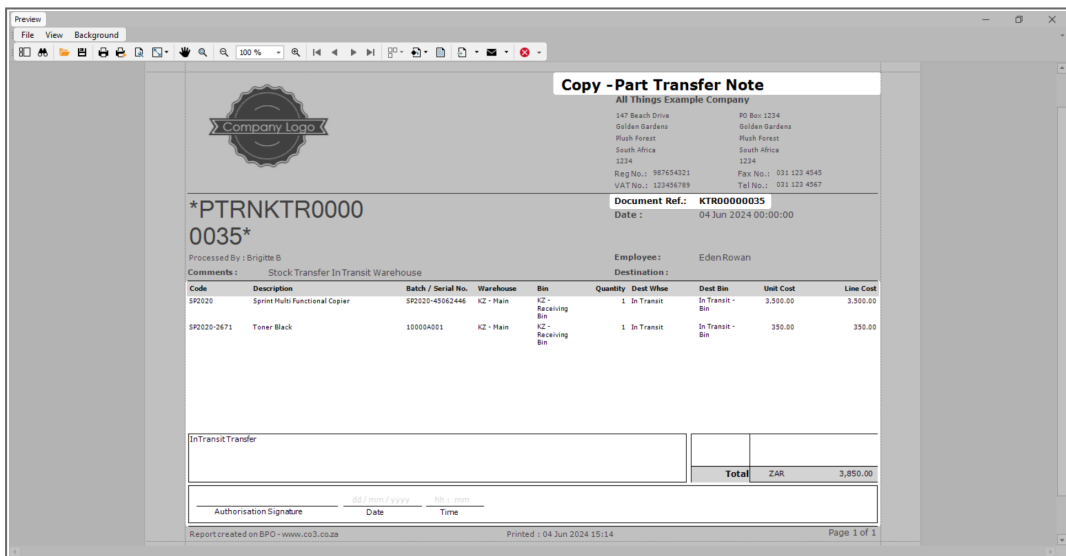 Preview
File View Background
100 %
Copy -Part Transfer Note
All Things Example Company
Company Logo
147 Beach Drive PO Box 1234
Golden Gardens Golden Gardens
Plush Forest Plush Forest
South Africa South Africa
1234 1234
Reg No.: 987654321 Fax No.: 031 123 4545
VAT No.: 123456789 Tel No.: 031 123 4567
*PTRNKTR0000
0035*
Document Ref.: KTR00000035
Date : 04 Jun 2024 00:00:00
Processed By : Brigitte B Employee : Eden Rowan
Comments : Stock Transfer In Transit Warehouse Destination :
Code Description Batch / Serial No. Warehouse Bin Quantity Dest Whse Dest Bin Unit Cost Line Cost
SP2020 Sprint Multi Functional Copier SP2020-45062446 KZ - Main KZ - 1 In Transit In Transit - 3,500.00 3,500.00
Receiving Bin
Bin
SP2020-2671 Toner Black 10000A001 KZ - Main KZ - 1 In Transit In Transit - 350.00 350.00
Receiving Bin
Bin
In Transit Transfer
Total ZAR 3,850.00
dd / mm / yyyy hh : mm
Authorisation Signature Date Time
Report created on BPO - www.co3.co.za Printed : 04 Jun 2024 15:14 Page 1 of 1